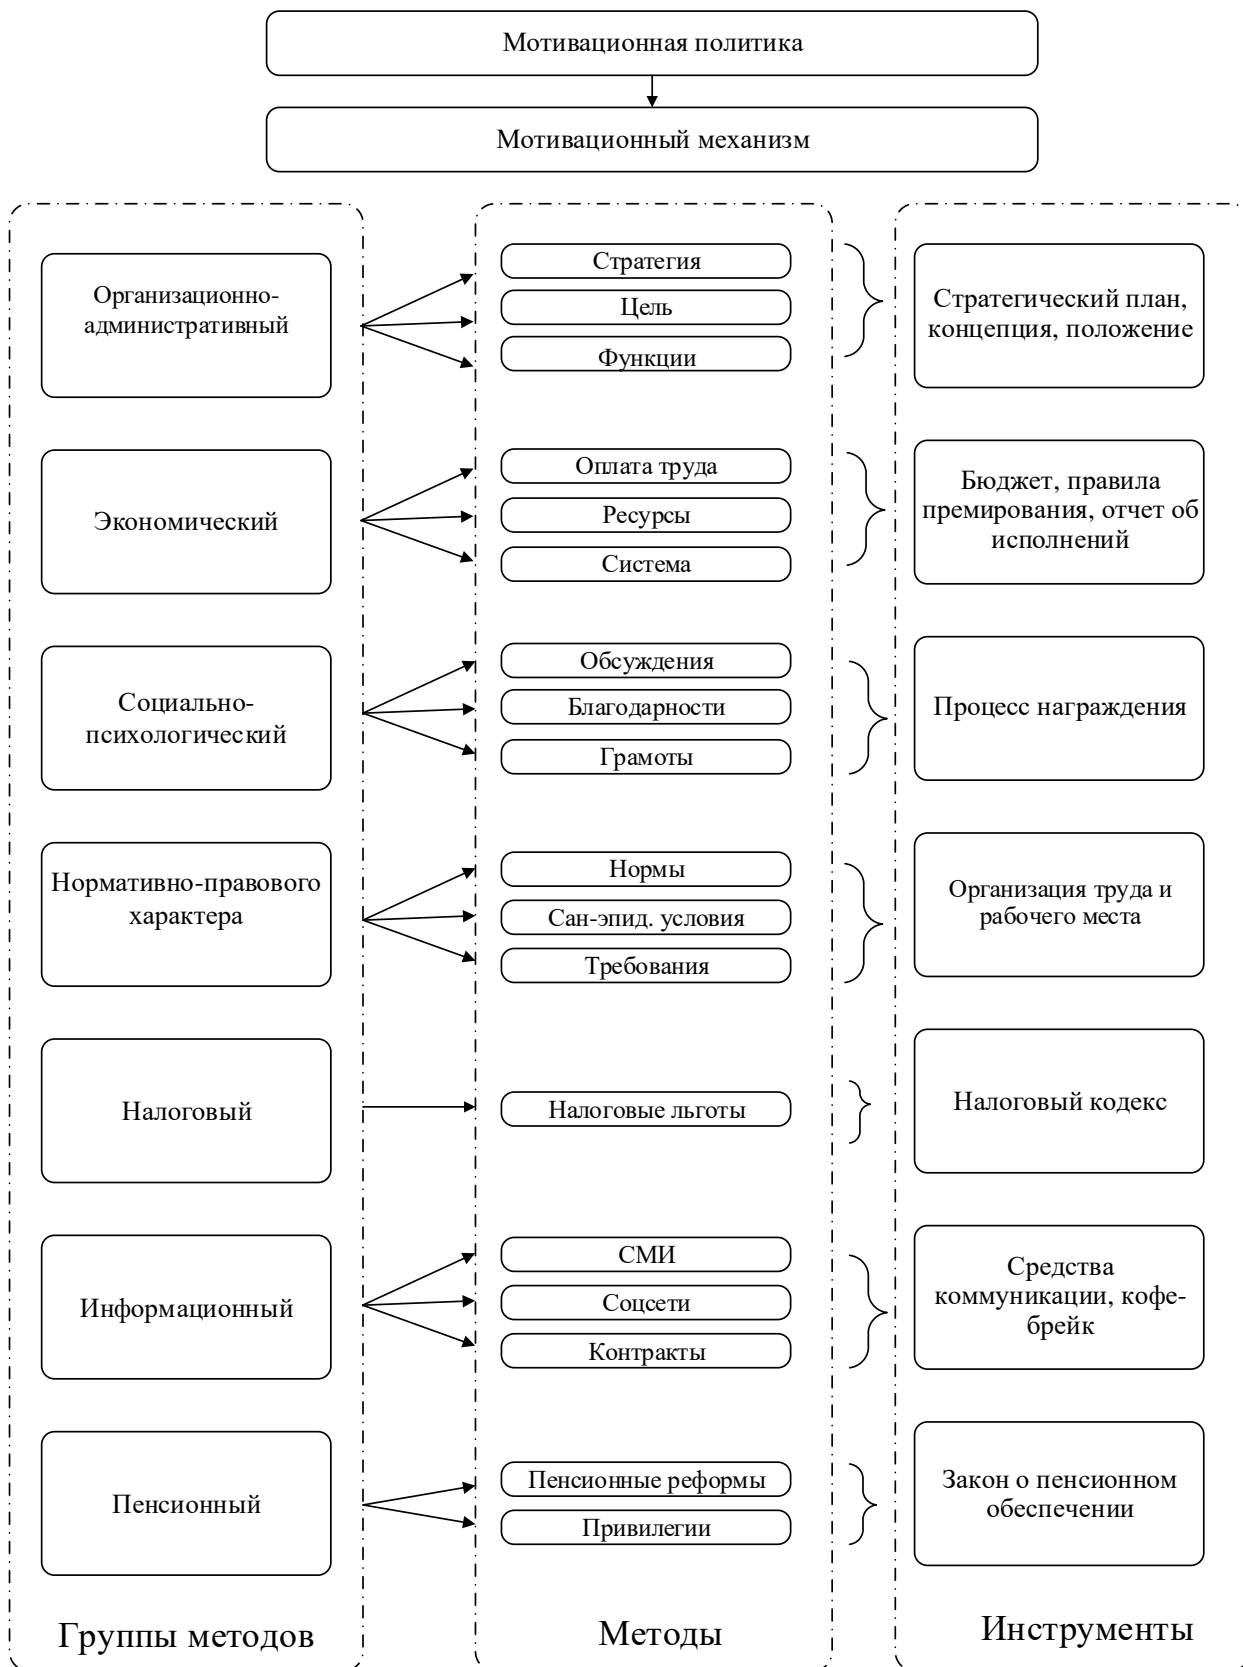 Мотивационная политика
Мотивационный механизм
Организационно-
административный
Стратегия
Цель
Функции
Стратегический план,
концепция, положение
Экономический
Оплата труда
Ресурсы
Система
Бюджет, правила
премирования, отчет об
исполнений
Социально-
психологический
Обсуждения
Благодарности
Грамоты
Процесс награждения
Нормативно-правового
характера
Нормы
Сан-эпид. условия
Требования
Организация труда и
рабочего места
Налоговый
Налоговые льготы
Налоговый кодекс
Информационный
СМИ
Соцсети
Контракты
Средства
коммуникации, кофе-
брейк
Пенсионный
Пенсионные реформы
Привилегии
Закон о пенсионном
обеспечении
Группы методов
Методы
Инструменты